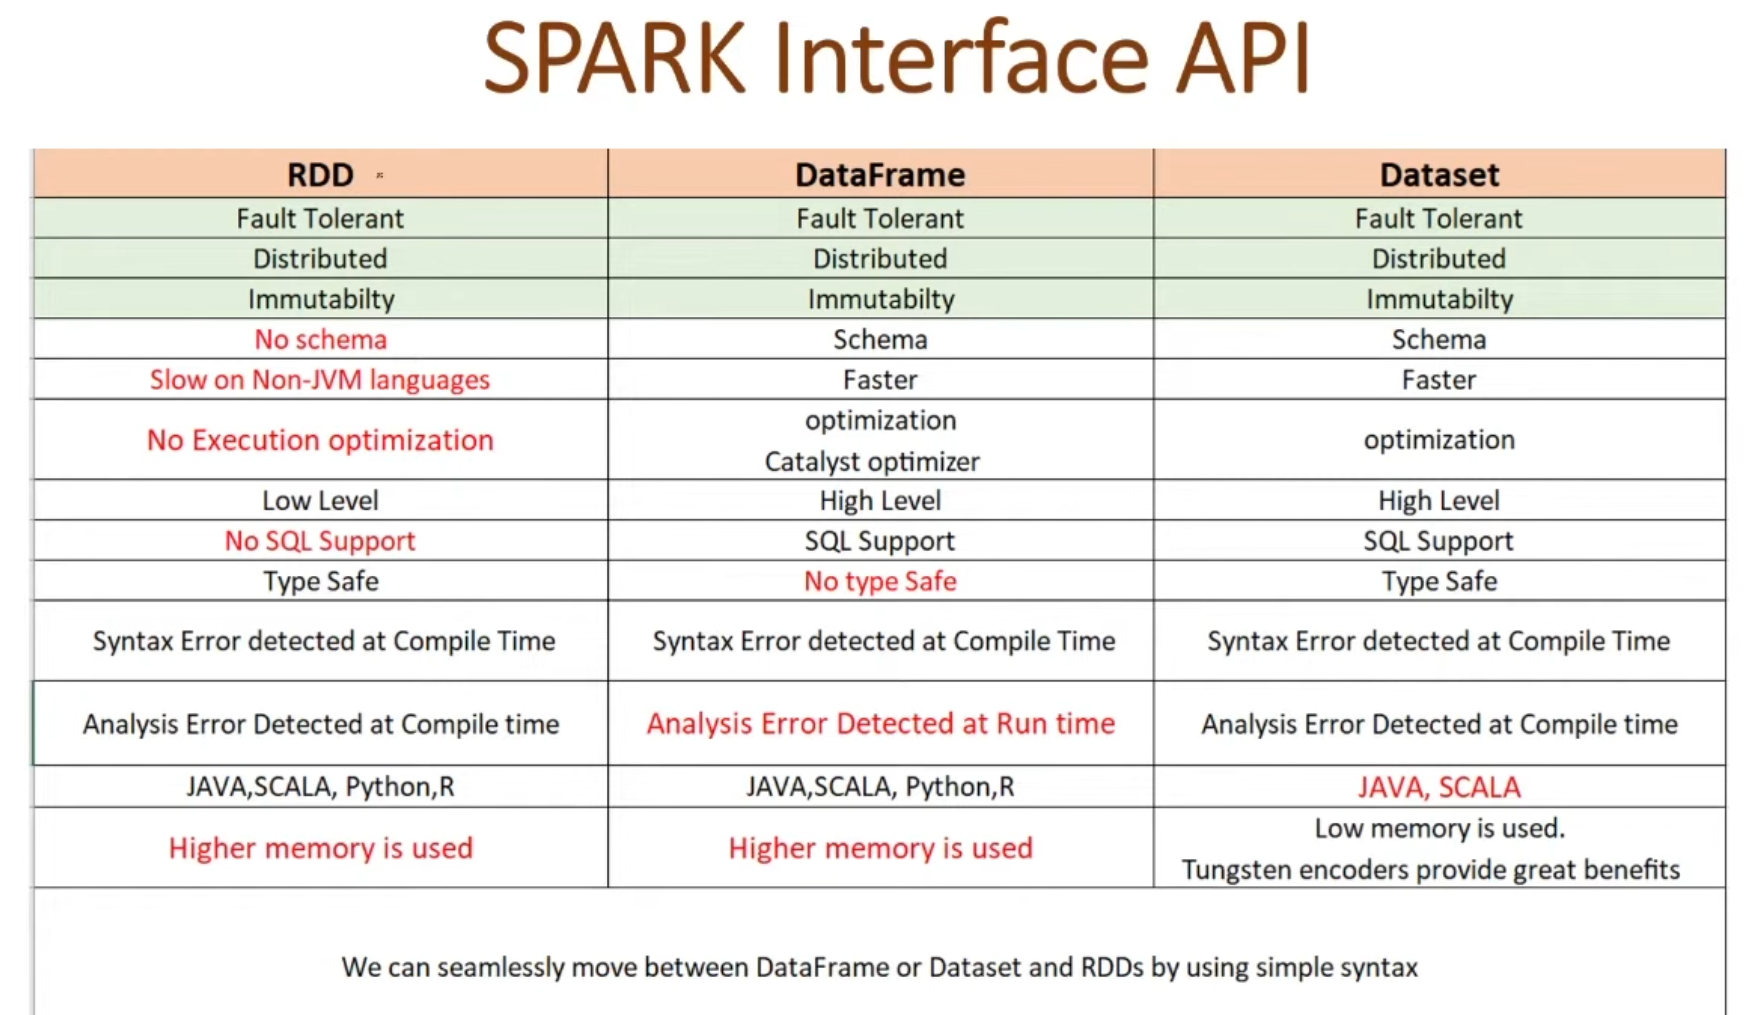 SPARK Interface API
RDD DataFrame Dataset
Fault Tolerant Fault Tolerant Fault Tolerant
Distributed Distributed Distributed
Immutabilty Immutabilty Immutabilty
No schema Schema Schema
Slow on Non-JVM languages Faster Faster
No Execution optimization optimization
Catalyst optimizer optimization
Low Level High Level High Level
No SQL Support SQL Support SQL Support
Type Safe No type Safe Type Safe
Syntax Error detected at Compile Time Syntax Error detected at Compile Time Syntax Error detected at Compile Time
Analysis Error Detected at Compile time Analysis Error Detected at Run time Analysis Error Detected at Compile time
JAVA,SCALA, Python,R JAVA,SCALA, Python,R JAVA, SCALA
Higher memory is used Higher memory is used Low memory is used.
Tungsten encoders provide great benefits
We can seamlessly move between DataFrame or Dataset and RDDs by using simple syntax